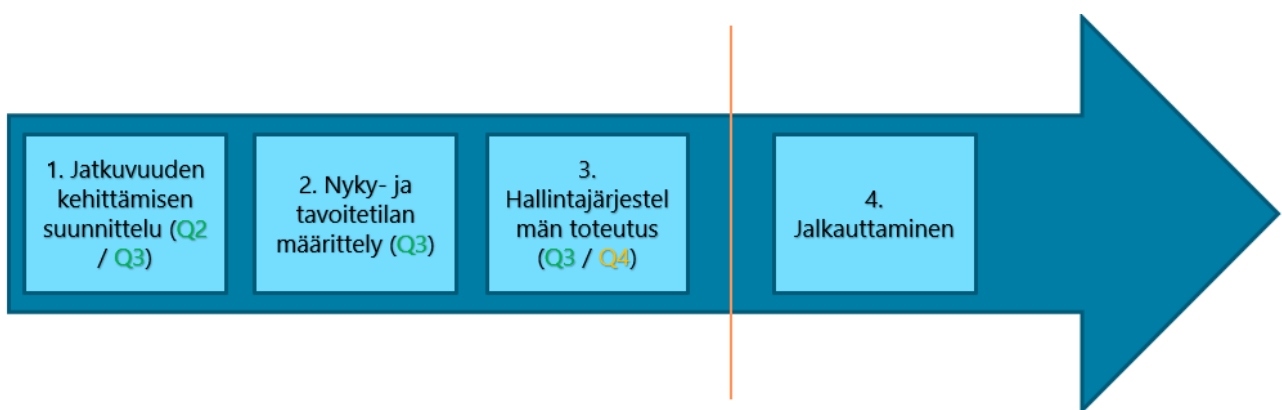 1. Jatkuvuuden
kehittämisen
suunnittelu (Q2
/ Q3)
2. Nyky- ja
tavoitetilan
määrittely (Q3)
3.
Hallintajärjestel
män toteutus
(Q3 / Q4)
4.
Jalkauttaminen